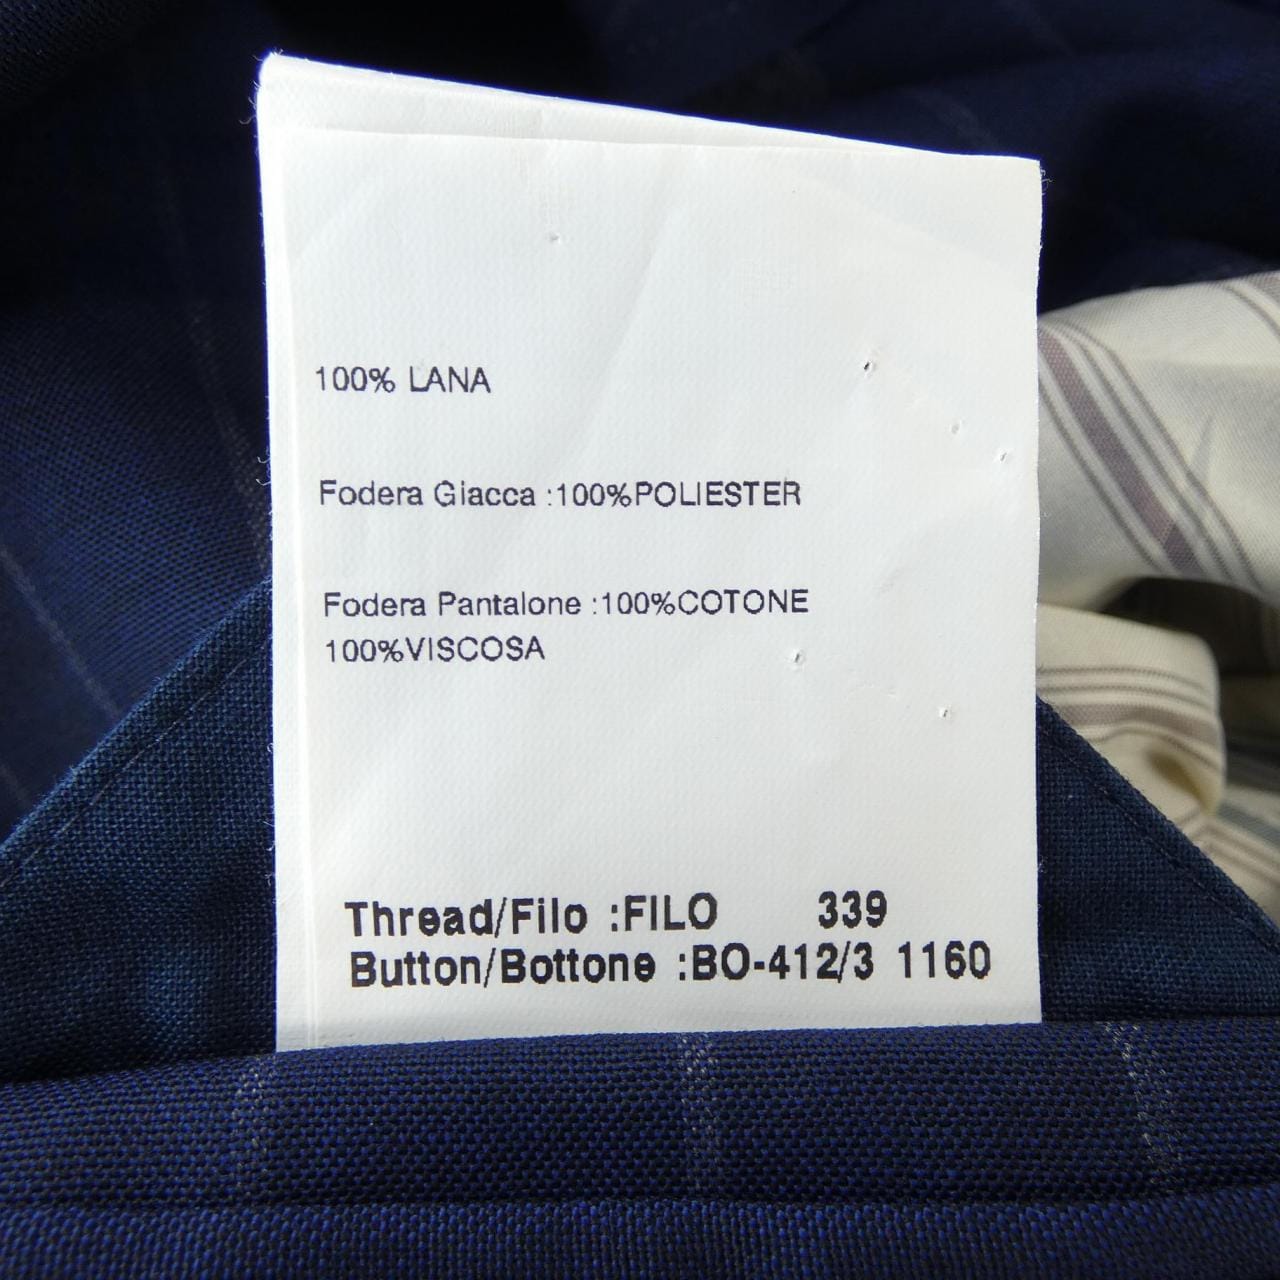 100% LANA
Fodera Giacca :100%POLIESTER
Fodera Pantalone :100%COTONE
100%VISCOSA
Thread/Filo :FILO 339
Button/Bottone :BO-412/3 1160